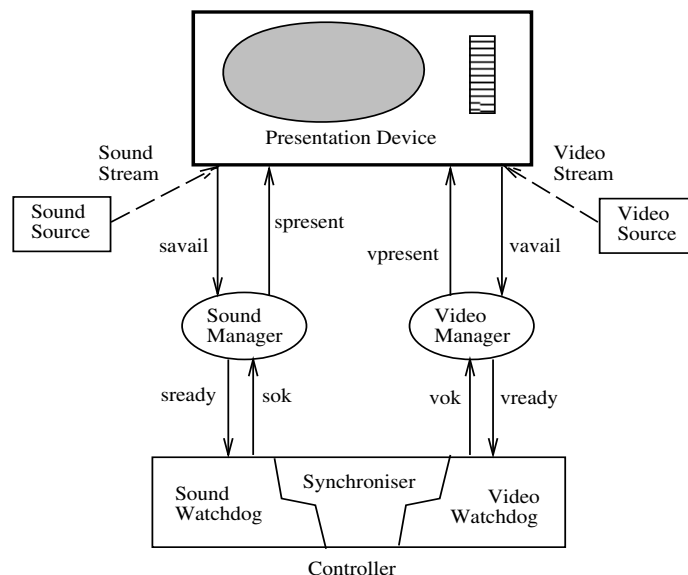 Presentation Device
Sound
Stream
Video
Stream
Sound
Source
Video
Source
spresent
savail
vpresent
vavail
Sound
Manager
Video
Manager
sready
sok
vok
vready
Synchroniser
Sound
Watchdog
Video
Watchdog
Controller